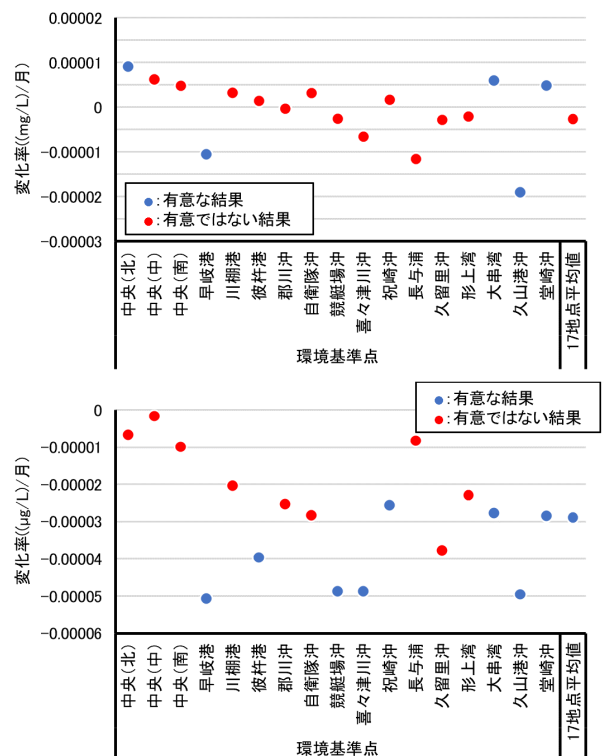 0.00002
0.00001
0
−0.00001
−0.00002
−0.00003
変化率((mg/L)/月)
●:有意な結果
●:有意ではない結果
中央(北)
中央(中)
中央(南)
早岐港
川棚港
彼杵港
郡川沖
自衛隊沖
競艇場沖
喜々津川沖
祝崎沖
長与浦
久留里沖
形上湾
大串湾
久山港沖
堂崎沖
17地点平均値
環境基準点
●:有意な結果
●:有意ではない結果
0
−0.00001
−0.00002
−0.00003
−0.00004
−0.00005
−0.00006
変化率((μg/L)/月)
中央(北)
中央(中)
中央(南)
早岐港
川棚港
彼杵港
郡川沖
自衛隊沖
競艇場沖
喜々津川沖
祝崎沖
長与浦
久留里沖
形上湾
大串湾
久山港沖
堂崎沖
17地点平均値
環境基準点